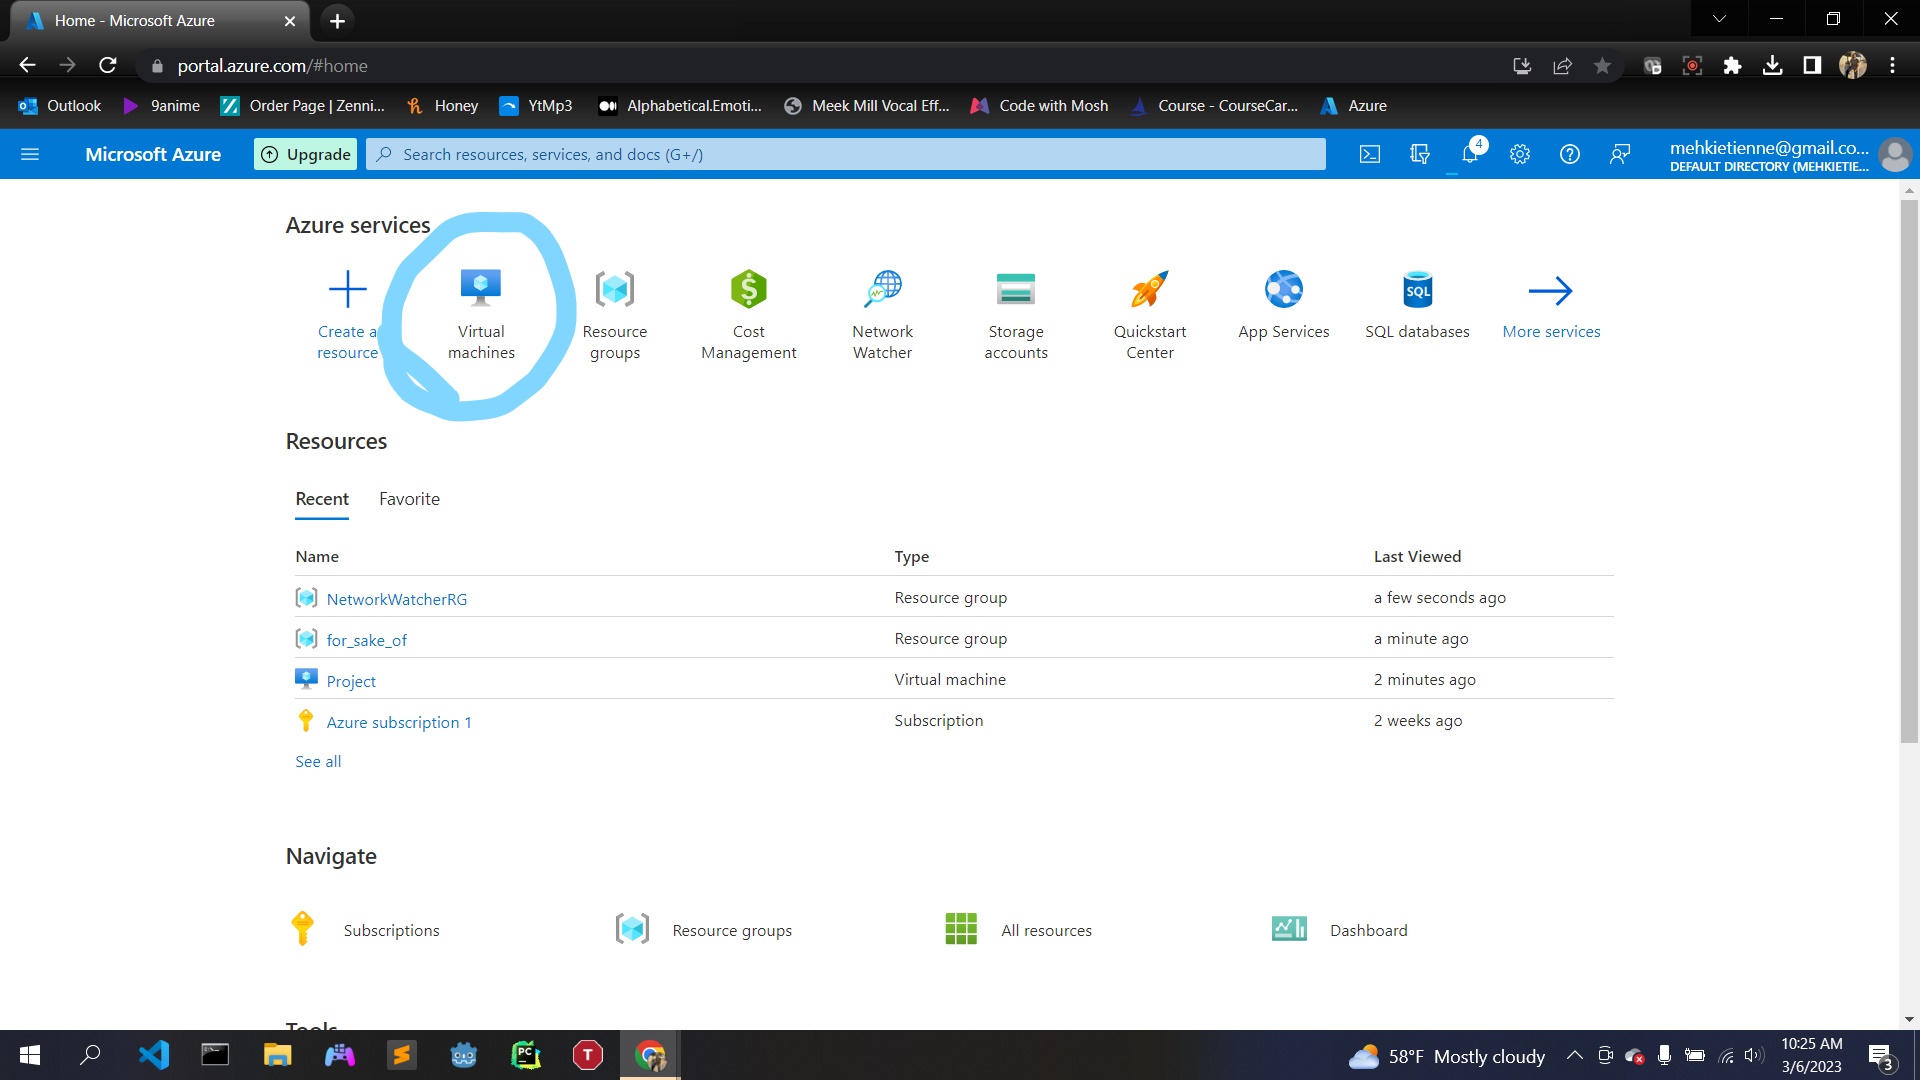 Home - Microsoft Azure
portal.azure.com/#home
Outlook 9anime Order Page | Zenni... Honey YtMp3 Alphabetical.Emoti... Meek Mill Vocal Eff... Code with Mosh Course - CourseCar... Azure
Microsoft Azure Upgrade Search resources, services, and docs (G+/) 4 mehkietienne@gmail.co...
DEFAULT DIRECTORY (MEHKIETIE...
Azure services
Create a resource
Virtual machines
Resource groups
Cost Management
Network Watcher
Storage accounts
Quickstart Center
App Services
SQL
SQL databases
More services
Resources
Recent Favorite
Name Type Last Viewed
NetworkWatcherRG Resource group a few seconds ago
for_sake_of Resource group a minute ago
Project Virtual machine 2 minutes ago
Azure subscription 1 Subscription 2 weeks ago
See all
Navigate
Subscriptions Resource groups All resources Dashboard
Tools
PC T 58°F Mostly cloudy 10:25 AM
3/6/2023 3